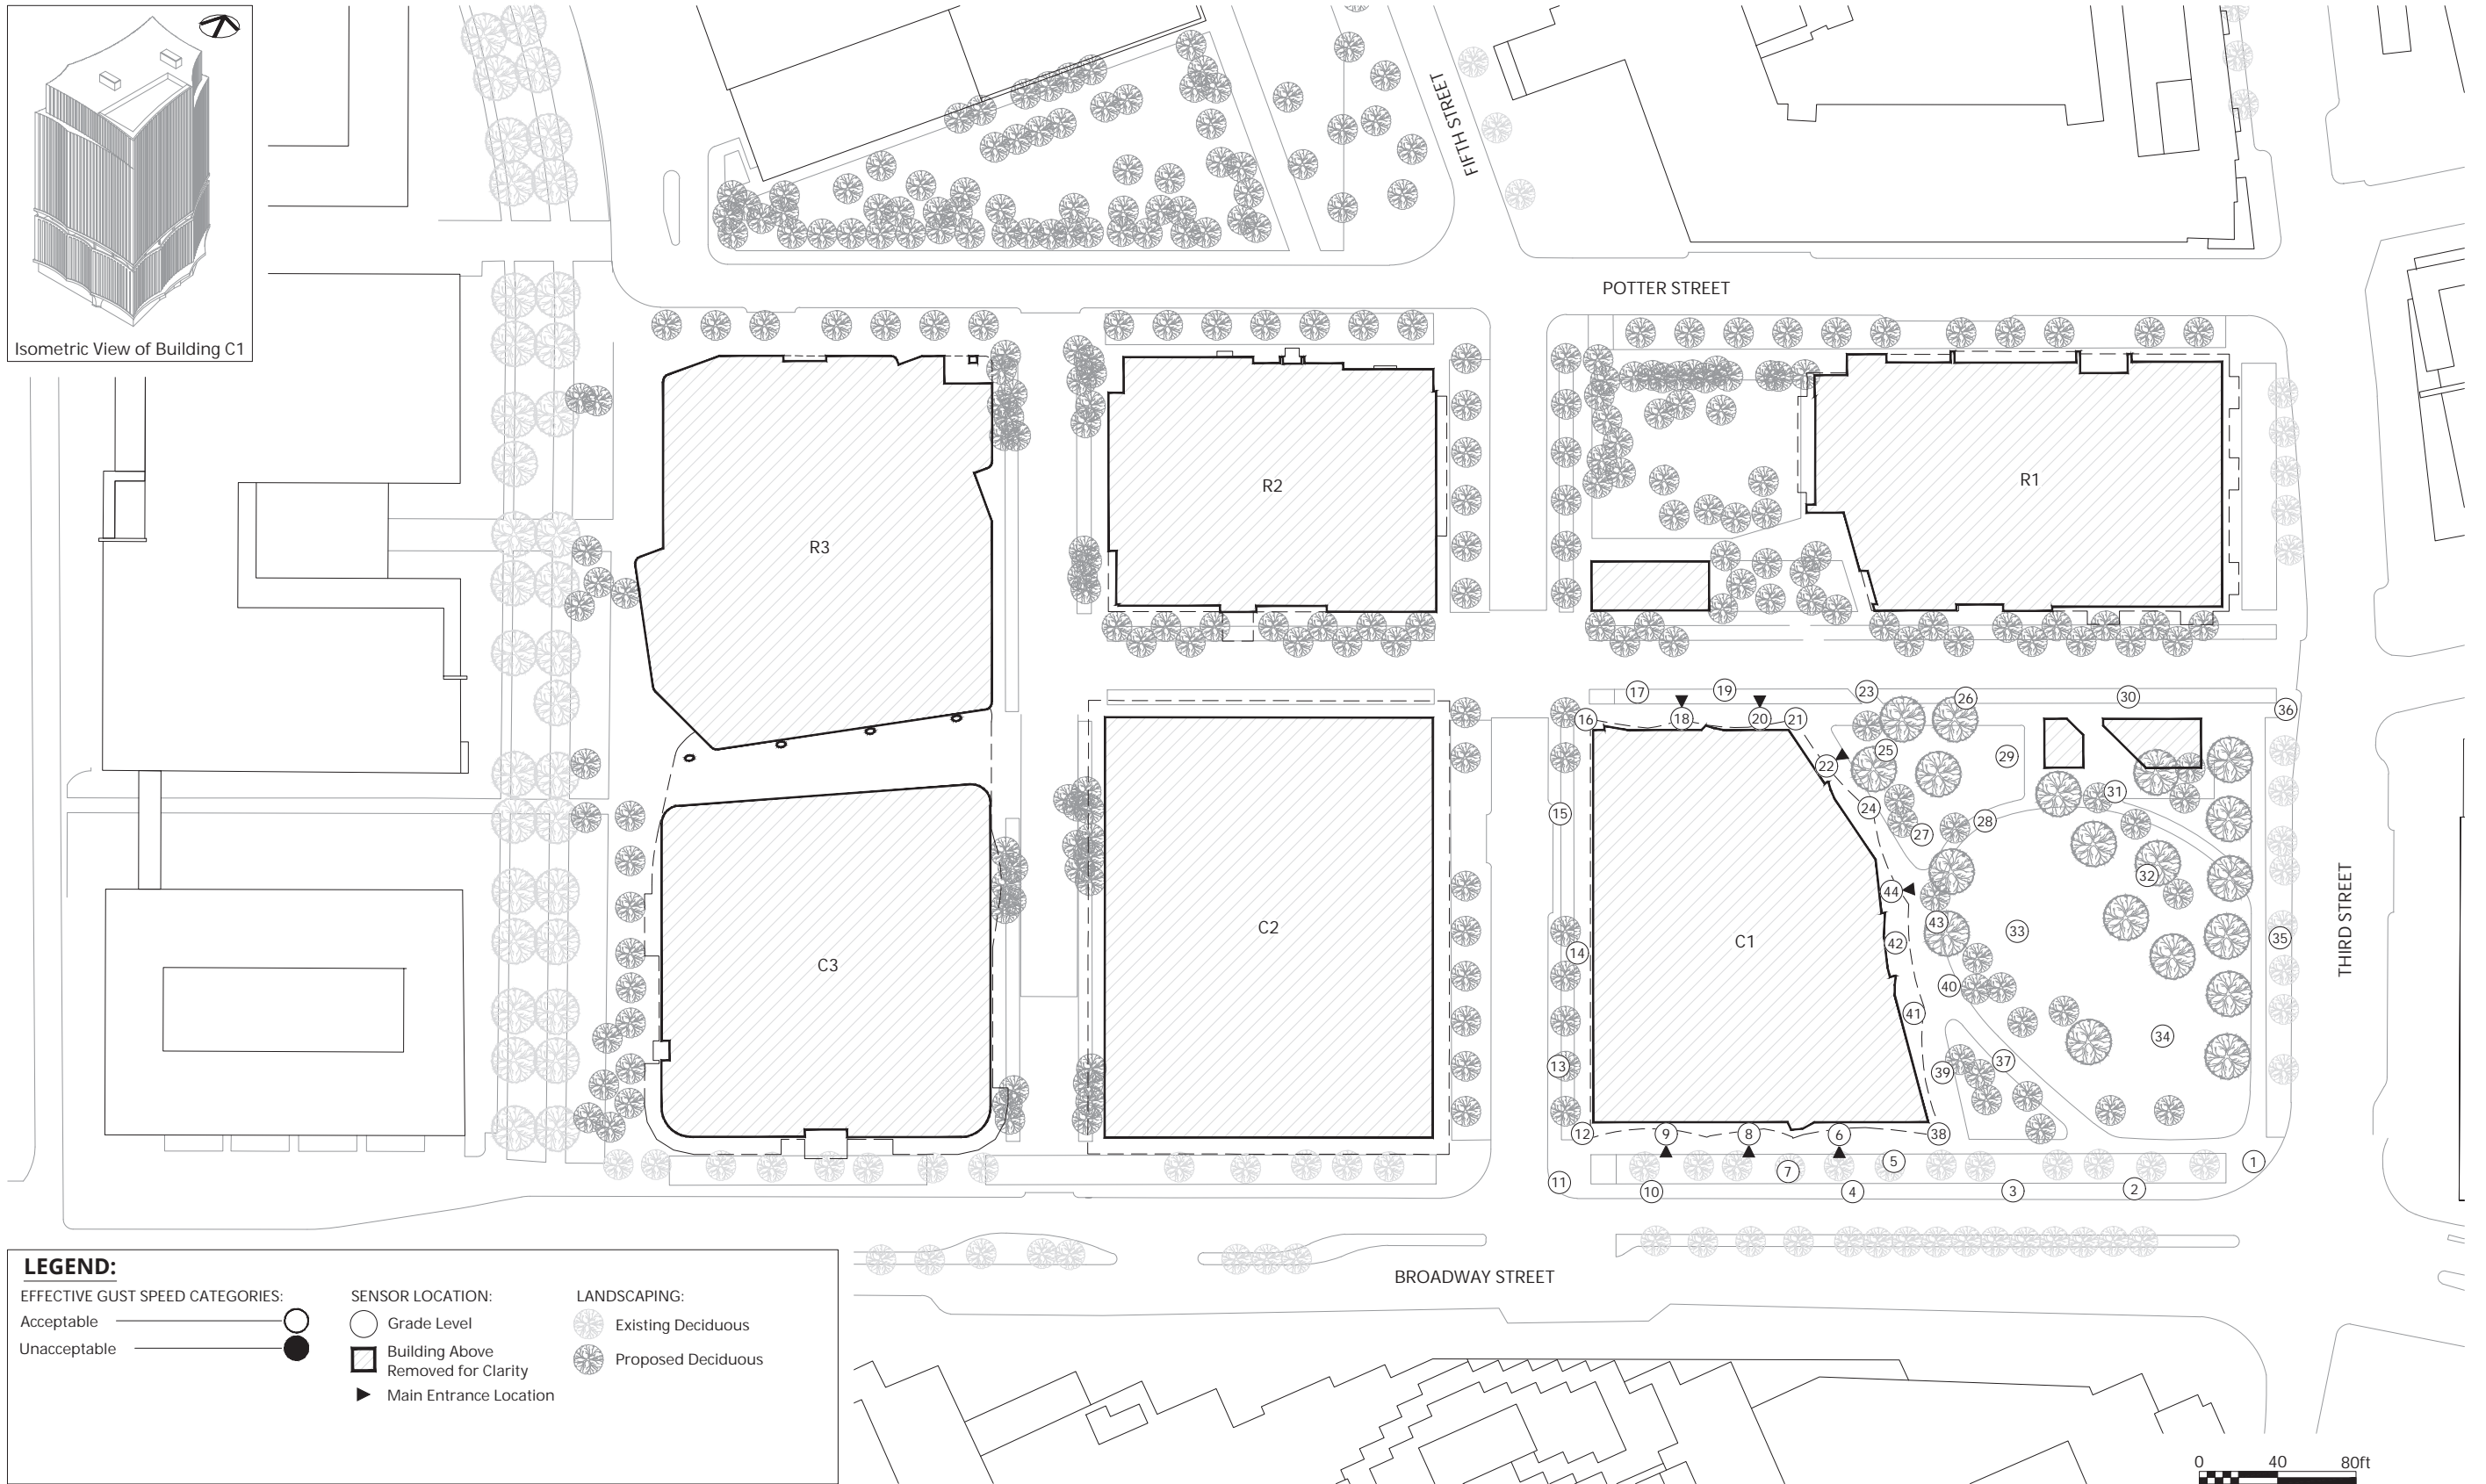 Isometric View of Building C1
FIFTH STREET
POTTER STREET
R3
R2
R1
17
19
23
26
30
36
16
18
20
21
22
25
29
24
31
15
28
27
32
44
43
33
C3
C2
C1
42
35
THIRD STREET
14
40
41
34
13
39
37
12
9
8
6
38
11
10
7
5
4
3
2
1
BROADWAY STREET
LEGEND:
EFFECTIVE GUST SPEED CATEGORIES:
Acceptable
Unacceptable
SENSOR LOCATION:
Grade Level
Building Above
Removed for Clarity
Main Entrance Location
LANDSCAPING:
Existing Deciduous
Proposed Deciduous
0 40 80ft